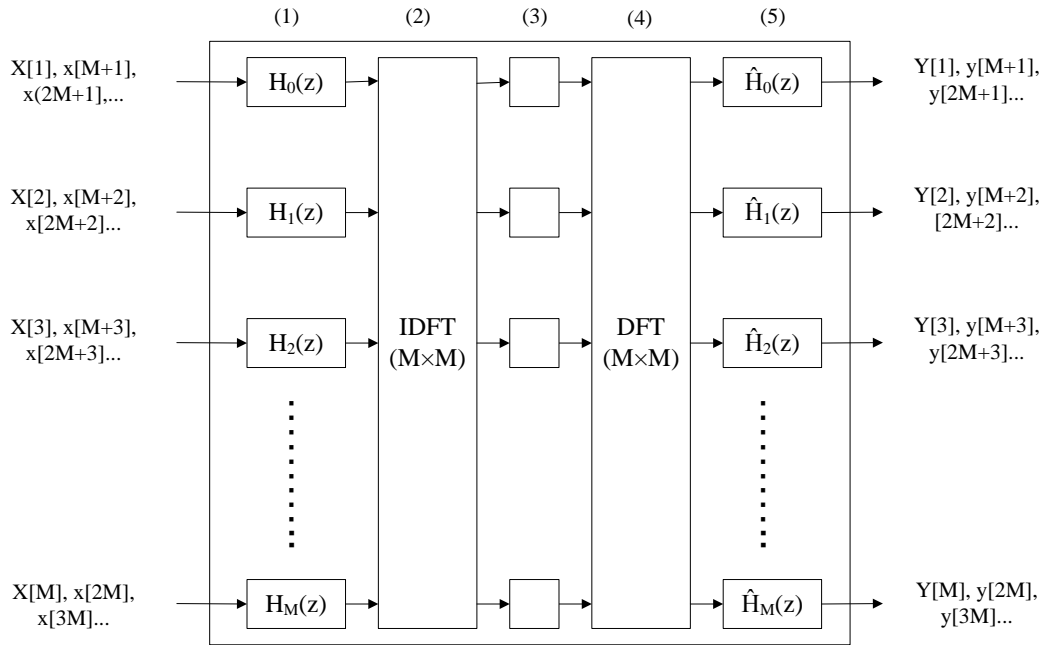 (1) (2) (3) (4) (5)
X[1], x[M+1],
x(2M+1],...
H₀(z)
Ĥ₀(z)
Y[1], y[M+1],
y[2M+1]...
X[2], x[M+2],
x[2M+2]...
H₁(z)
Ĥ₁(z)
Y[2], y[M+2],
[2M+2]...
X[3], x[M+3],
x[2M+3]...
H₂(z)
IDFT
(M×M)
DFT
(M×M)
Ĥ₂(z)
Y[3], y[M+3],
y[2M+3]...
X[M], x[2M],
x[3M]...
H_M(z)
Ĥ_M(z)
Y[M], y[2M],
y[3M]...